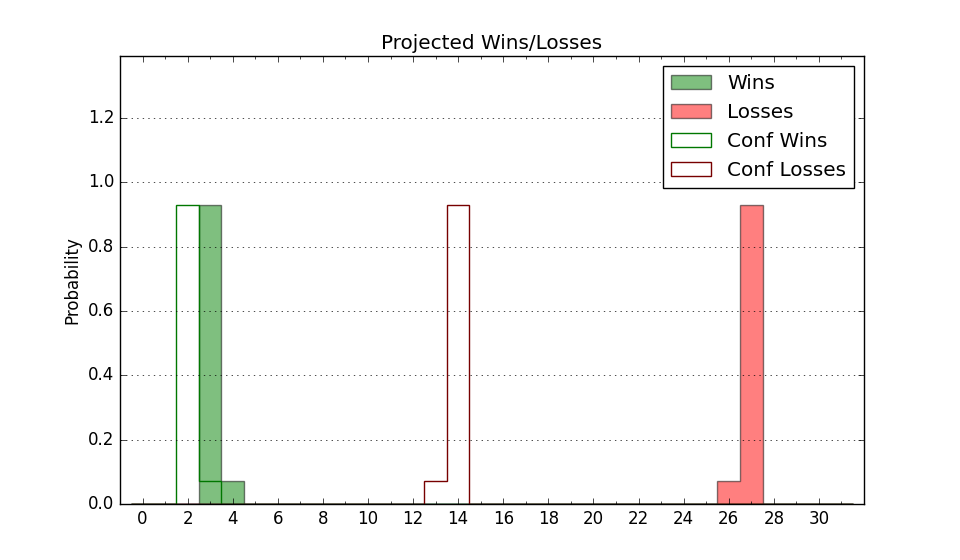 Projected Wins/Losses
Wins
Losses
Conf Wins
Conf Losses
Probability
1.2
1.0
0.8
0.6
0.4
0.2
0.0
0 2 4 6 8 10 12 14 16 18 20 22 24 26 28 30